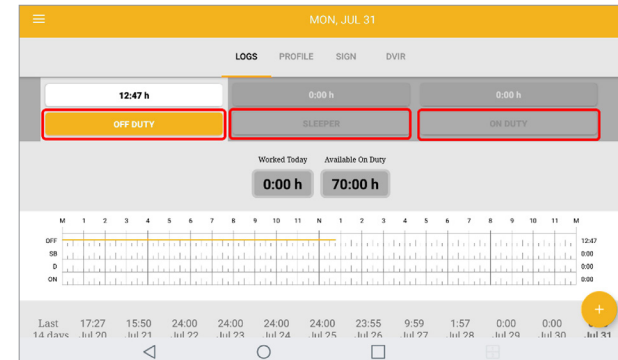 MON, JUL 31
LOGS PROFILE SIGN DVIR
12:47 h 0:00 h 0:00 h
OFF DUTY SLEEPER ON DUTY
Worked Today Available On Duty
0:00 h 70:00 h
M 1 2 3 4 5 6 7 8 9 10 11 N 1 2 3 4 5 6 7 8 9 10 11 M
OFF 12:47
SB 0:00
D 0:00
ON 0:00
+
Last 17:27 15:50 24:00 24:00 24:00 24:00 23:55 9:59 1:57 0:00 0:00
14 days Jul 20 Jul 21 Jul 22 Jul 23 Jul 24 Jul 25 Jul 26 Jul 27 Jul 28 Jul 29 Jul 30 Jul 31